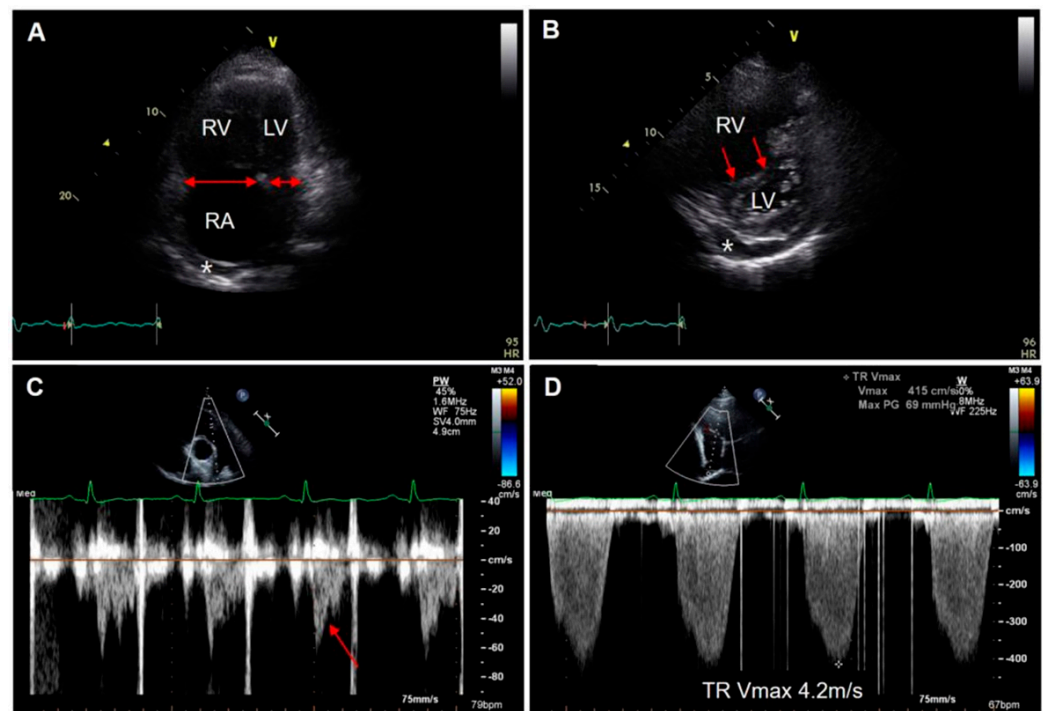 A
V
10
20
RV
LV
RA
*
95
HR
B
V
5
10
15
RV
LV
*
96
HR
C
PW
45%
1.6MHz
WF 75Hz
SV4.0mm
4.9cm
M3 M4
+52.0
-86.6
cm/s
-40
-20
-cm/s
-20
-40
-60
-80
75mm/s
79bpm
D
TR Vmax
Vmax 415 cm/s
Max PG 69 mmHg
W
8MHz
WF 225Hz
M3 M4
+63.9
-63.9
cm/s
-cm/s
-100
-200
-300
-400
TR Vmax 4.2m/s
75mm/s
67bpm